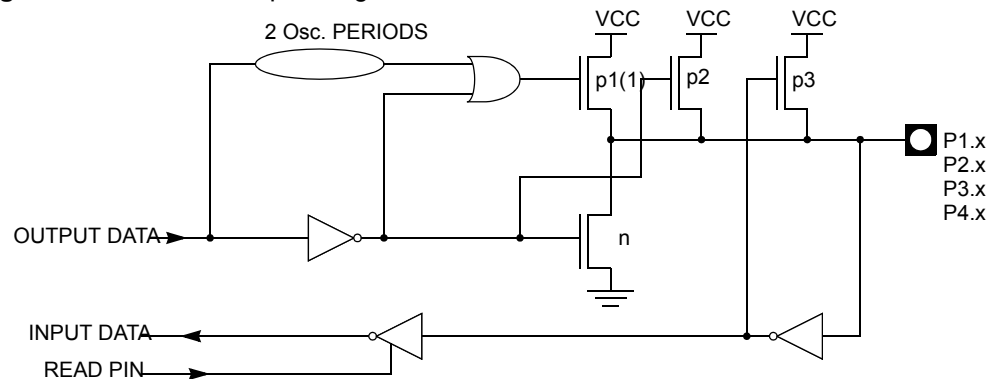 VCC
VCC
VCC
2 Osc. PERIODS
p1(1)
p2
p3
P1.x
P2.x
P3.x
P4.x
OUTPUT DATA
n
INPUT DATA
READ PIN